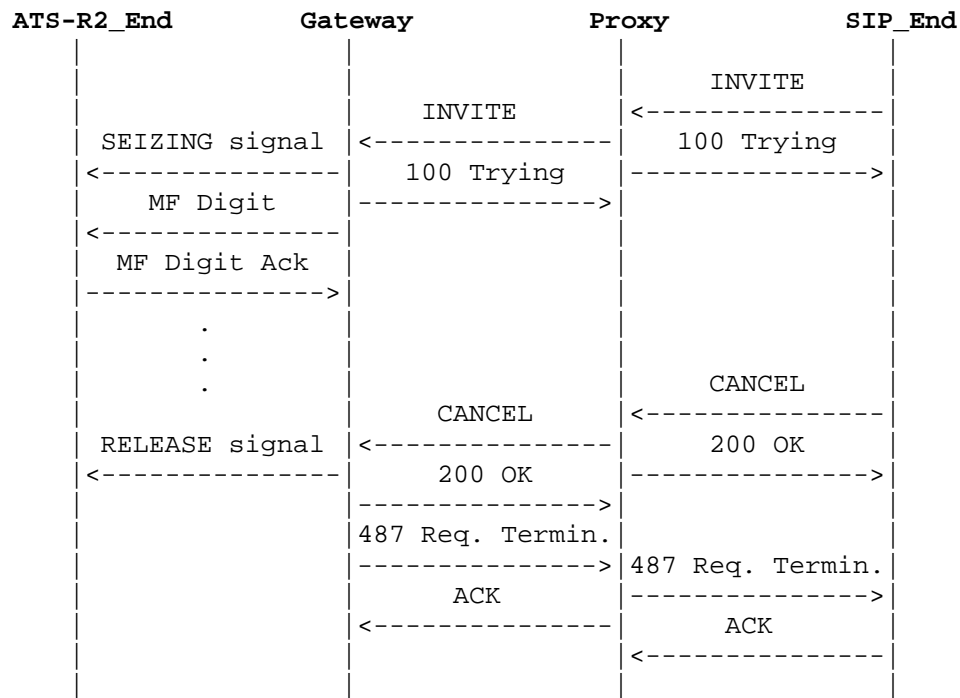 ATS-R2_End Gateway Proxy SIP_End
INVITE
INVITE
SEIZING signal 100 Trying
100 Trying
MF Digit
MF Digit Ack
.
.
. CANCEL
CANCEL
RELEASE signal 200 OK
200 OK
487 Req. Termin.
487 Req. Termin.
ACK
ACK